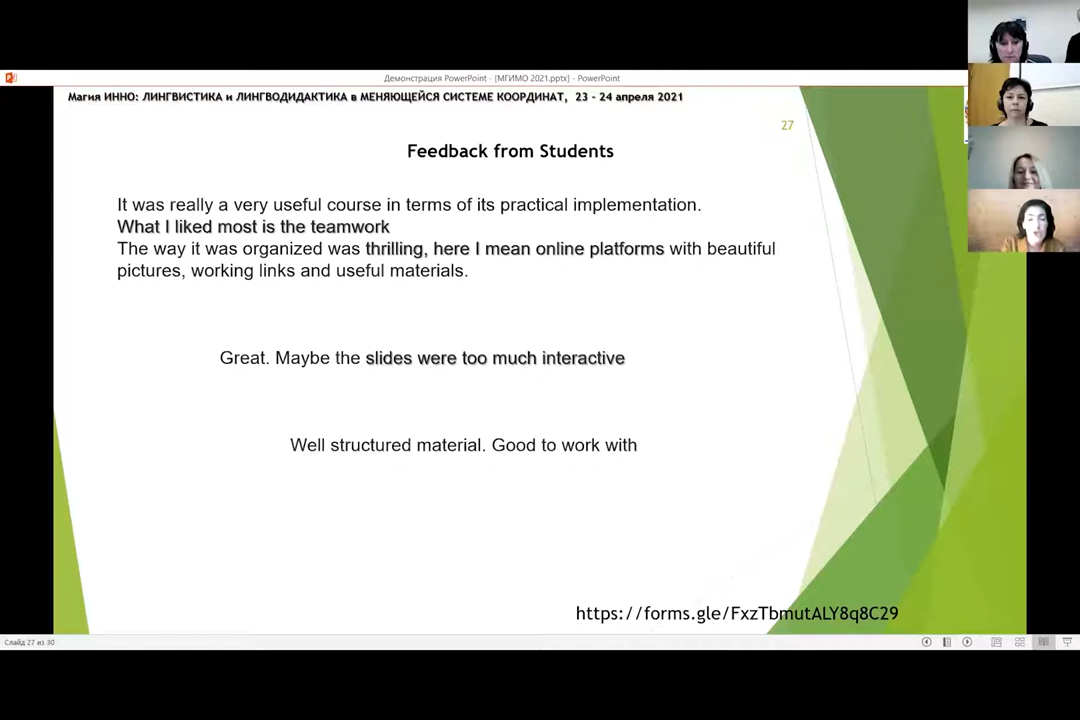 Демонстрация PowerPoint - [МГИМО 2021.pptx] - PowerPoint
Магия ИННО: ЛИНГВИСТИКА и ЛИНГВОДИДАКТИКА в МЕНЯЮЩЕЙСЯ СИСТЕМЕ КООРДИНАТ, 23 - 24 апреля 2021
27
Feedback from Students
It was really a very useful course in terms of its practical implementation.
What I liked most is the teamwork
The way it was organized was thrilling, here I mean online platforms with beautiful
pictures, working links and useful materials.
Great. Maybe the slides were too much interactive
Well structured material. Good to work with
https://forms.gle/FxzTbmutALY8q8C29
Слайд 27 из 30